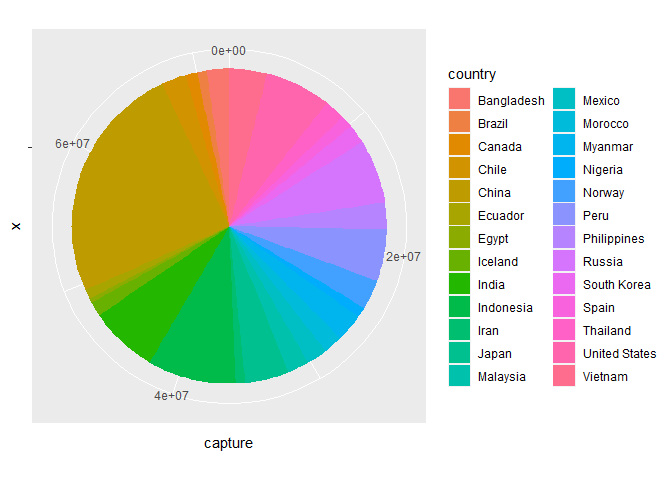 0e+00
6e+07
2e+07
4e+07
x
capture
country
Bangladesh
Brazil
Canada
Chile
China
Ecuador
Egypt
Iceland
India
Indonesia
Iran
Japan
Malaysia
Mexico
Morocco
Myanmar
Nigeria
Norway
Peru
Philippines
Russia
South Korea
Spain
Thailand
United States
Vietnam